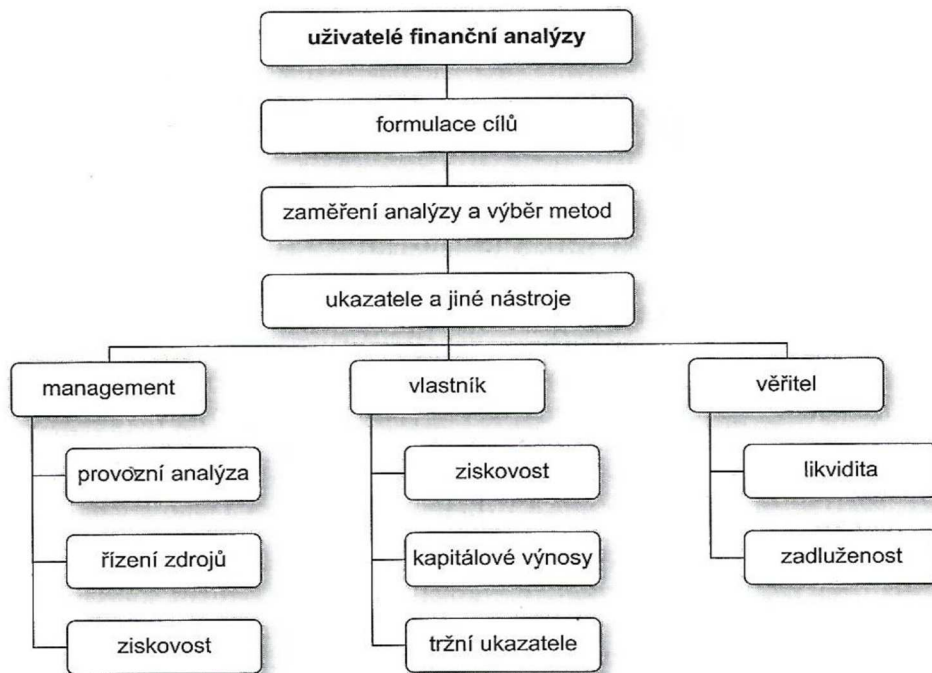 uživatelé finanční analýzy
formulace cílů
zaměření analýzy a výběr metod
ukazatele a jiné nástroje
management
provozní analýza
řízení zdrojů
ziskovost
vlastník
ziskovost
kapitálové výnosy
tržní ukazatele
věřitel
likvidita
zadluženost